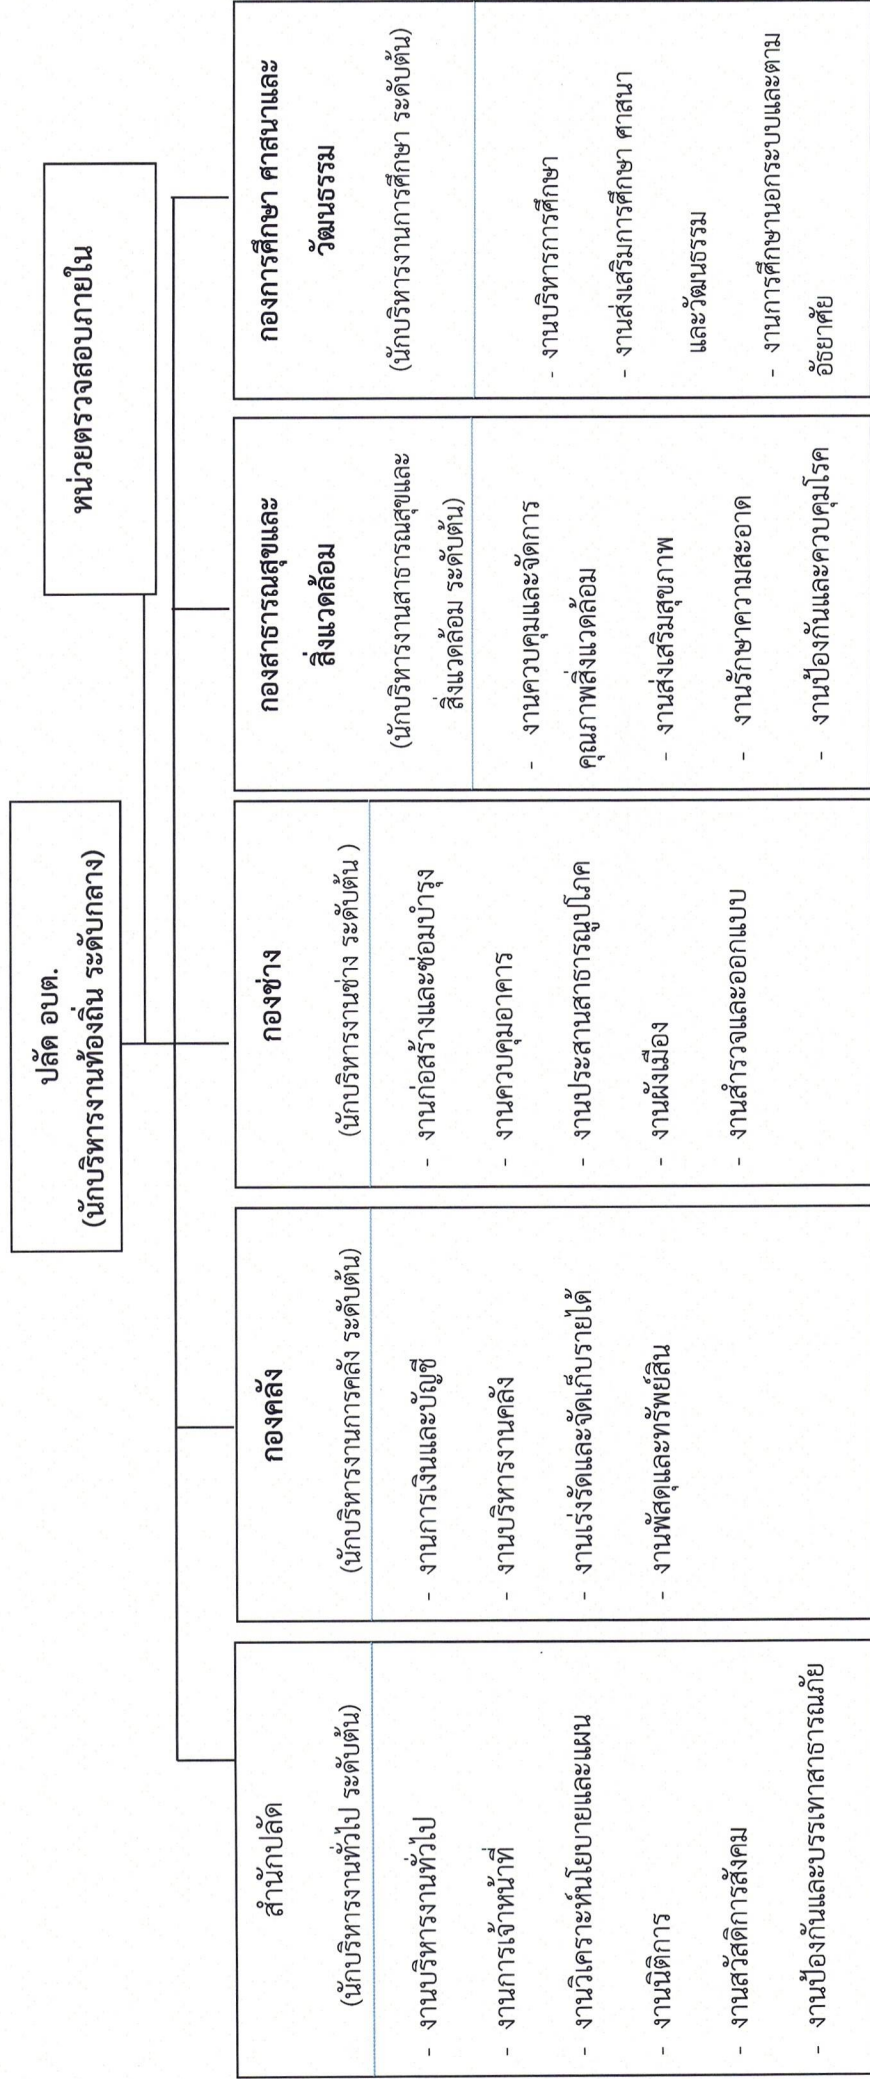 ปลัด อบต.
(นักบริหารงานท้องถิ่น ระดับกลาง)
หน่วยตรวจสอบภายใน
สำนักปลัด
(นักบริหารงานทั่วไป ระดับต้น)
- งานบริหารงานทั่วไป
- งานการเจ้าหน้าที่
- งานวิเคราะห์นโยบายและแผน
- งานนิติการ
- งานสวัสดิการสังคม
- งานป้องกันและบรรเทาสาธารณภัย
กองคลัง
(นักบริหารงานการคลัง ระดับต้น)
- งานการเงินและบัญชี
- งานบริหารงานคลัง
- งานเร่งรัดและจัดเก็บรายได้
- งานพัสดุและทรัพย์สิน
กองช่าง
(นักบริหารงานช่าง ระดับต้น )
- งานก่อสร้างและซ่อมบำรุง
- งานควบคุมอาคาร
- งานประสานสาธารณูปโภค
- งานผังเมือง
- งานสำรวจและออกแบบ
กองสาธารณสุขและ
สิ่งแวดล้อม
(นักบริหารงานสาธารณสุขและ
สิ่งแวดล้อม ระดับต้น)
- งานควบคุมและจัดการ
คุณภาพสิ่งแวดล้อม
- งานส่งเสริมสุขภาพ
- งานรักษาความสะอาด
- งานป้องกันและควบคุมโรค
กองการศึกษา ศาสนาและ
วัฒนธรรม
(นักบริหารงานการศึกษา ระดับต้น)
- งานบริหารการศึกษา
- งานส่งเสริมการศึกษา ศาสนา
และวัฒนธรรม
- งานการศึกษานอกระบบและตาม
อัธยาศัย